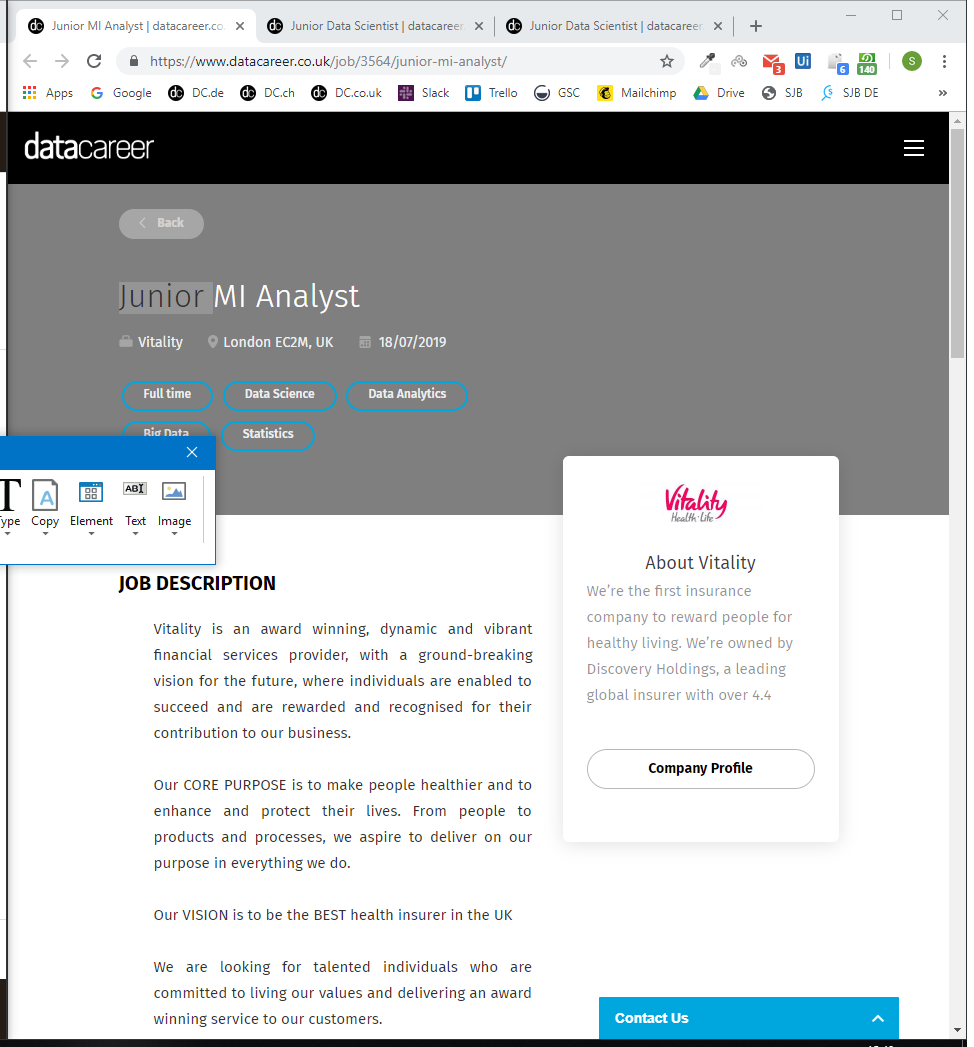 Junior MI Analyst | datacareer.co.
Junior Data Scientist | datacareer.
Junior Data Scientist | datacareer.
https://www.datacareer.co.uk/job/3564/junior-mi-analyst/
3
Ui
6
140
S
Apps
Google
DC.de
DC.ch
DC.co.uk
Slack
Trello
GSC
Mailchimp
Drive
SJB
SJB DE
»
datacareer
Back
Junior MI Analyst
Vitality London EC2M, UK 18/07/2019
Full time Data Science Data Analytics
Big Data Statistics
Copy Element Text Image
Vitality
Health·Life
About Vitality
We're the first insurance
company to reward people for
healthy living. We're owned by
Discovery Holdings, a leading
global insurer with over 4.4
Company Profile
JOB DESCRIPTION
Vitality is an award winning, dynamic and vibrant
financial services provider, with a ground-breaking
vision for the future, where individuals are enabled to
succeed and are rewarded and recognised for their
contribution to our business.
Our CORE PURPOSE is to make people healthier and to
enhance and protect their lives. From people to
products and processes, we aspire to deliver on our
purpose in everything we do.
Our VISION is to be the BEST health insurer in the UK
We are looking for talented individuals who are
committed to living our values and delivering an award
winning service to our customers.
Contact Us